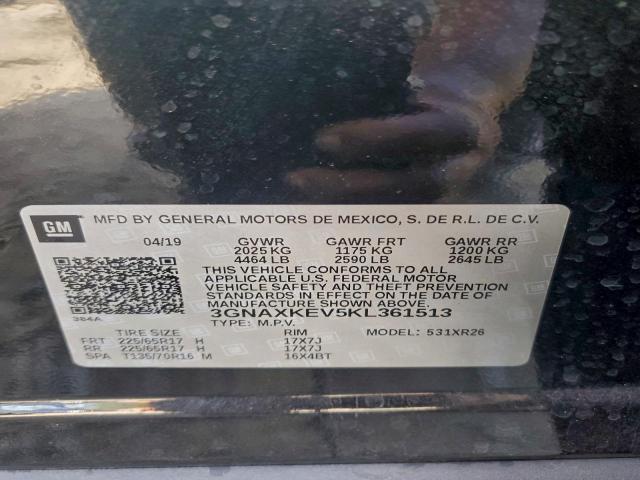 GM MFD BY GENERAL MOTORS DE MEXICO, S. DE R.L. DE C.V.
04/19 GVWR GAWR FRT GAWR RR
2025 KG 1175 KG 1200 KG
4464 LB 2590 LB 2645 LB
THIS VEHICLE CONFORMS TO ALL
APPLICABLE U.S. FEDERAL MOTOR
VEHICLE SAFETY AND THEFT PREVENTION
STANDARDS IN EFFECT ON THE DATE OF
MANUFACTURE SHOWN ABOVE.
384A 3GNAXKEV5KL361513
TYPE: M.P.V. MODEL: 531XR26
TIRE SIZE RIM
FRT 225/65R17 H 17X7J
RR 225/65R17 H 17X7J
SPA T135/70R16 M 16X4BT